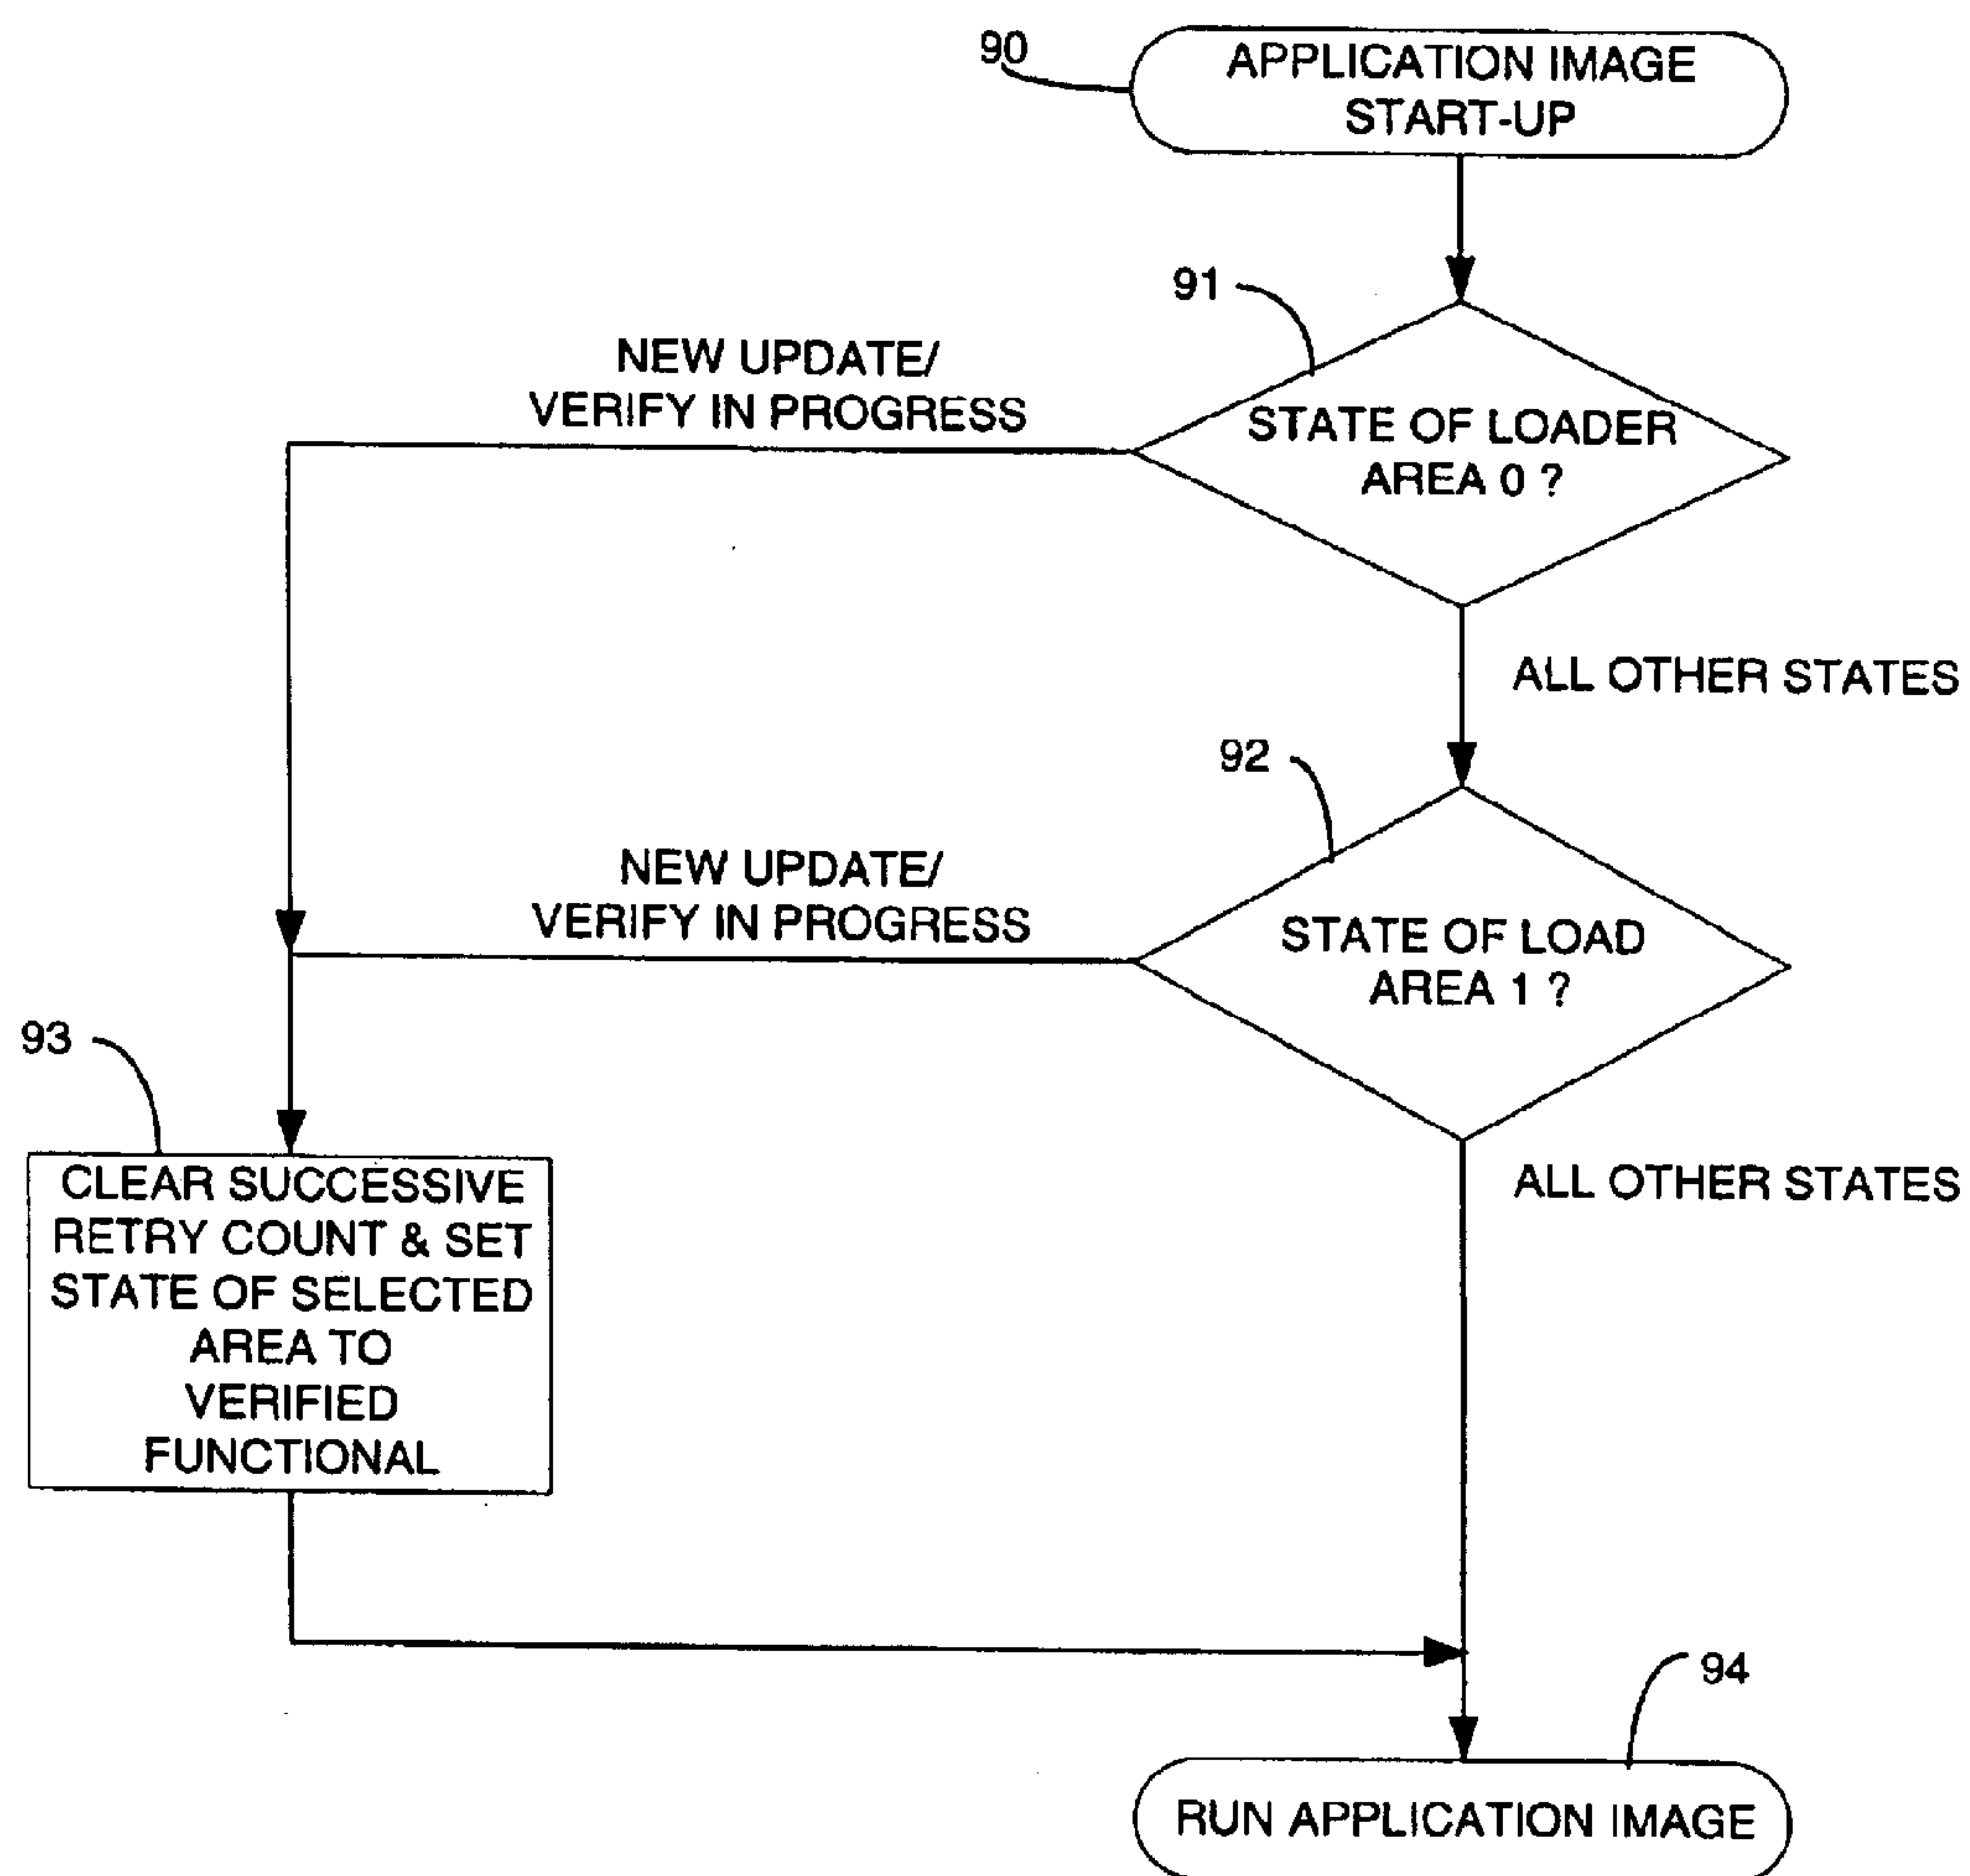 90
APPLICATION IMAGE
START-UP
91
NEW UPDATE/
VERIFY IN PROGRESS
STATE OF LOADER
AREA 0 ?
ALL OTHER STATES
92
NEW UPDATE/
VERIFY IN PROGRESS
STATE OF LOAD
AREA 1 ?
93
ALL OTHER STATES
CLEAR SUCCESSIVE
RETRY COUNT & SET
STATE OF SELECTED
AREA TO
VERIFIED
FUNCTIONAL
94
RUN APPLICATION IMAGE